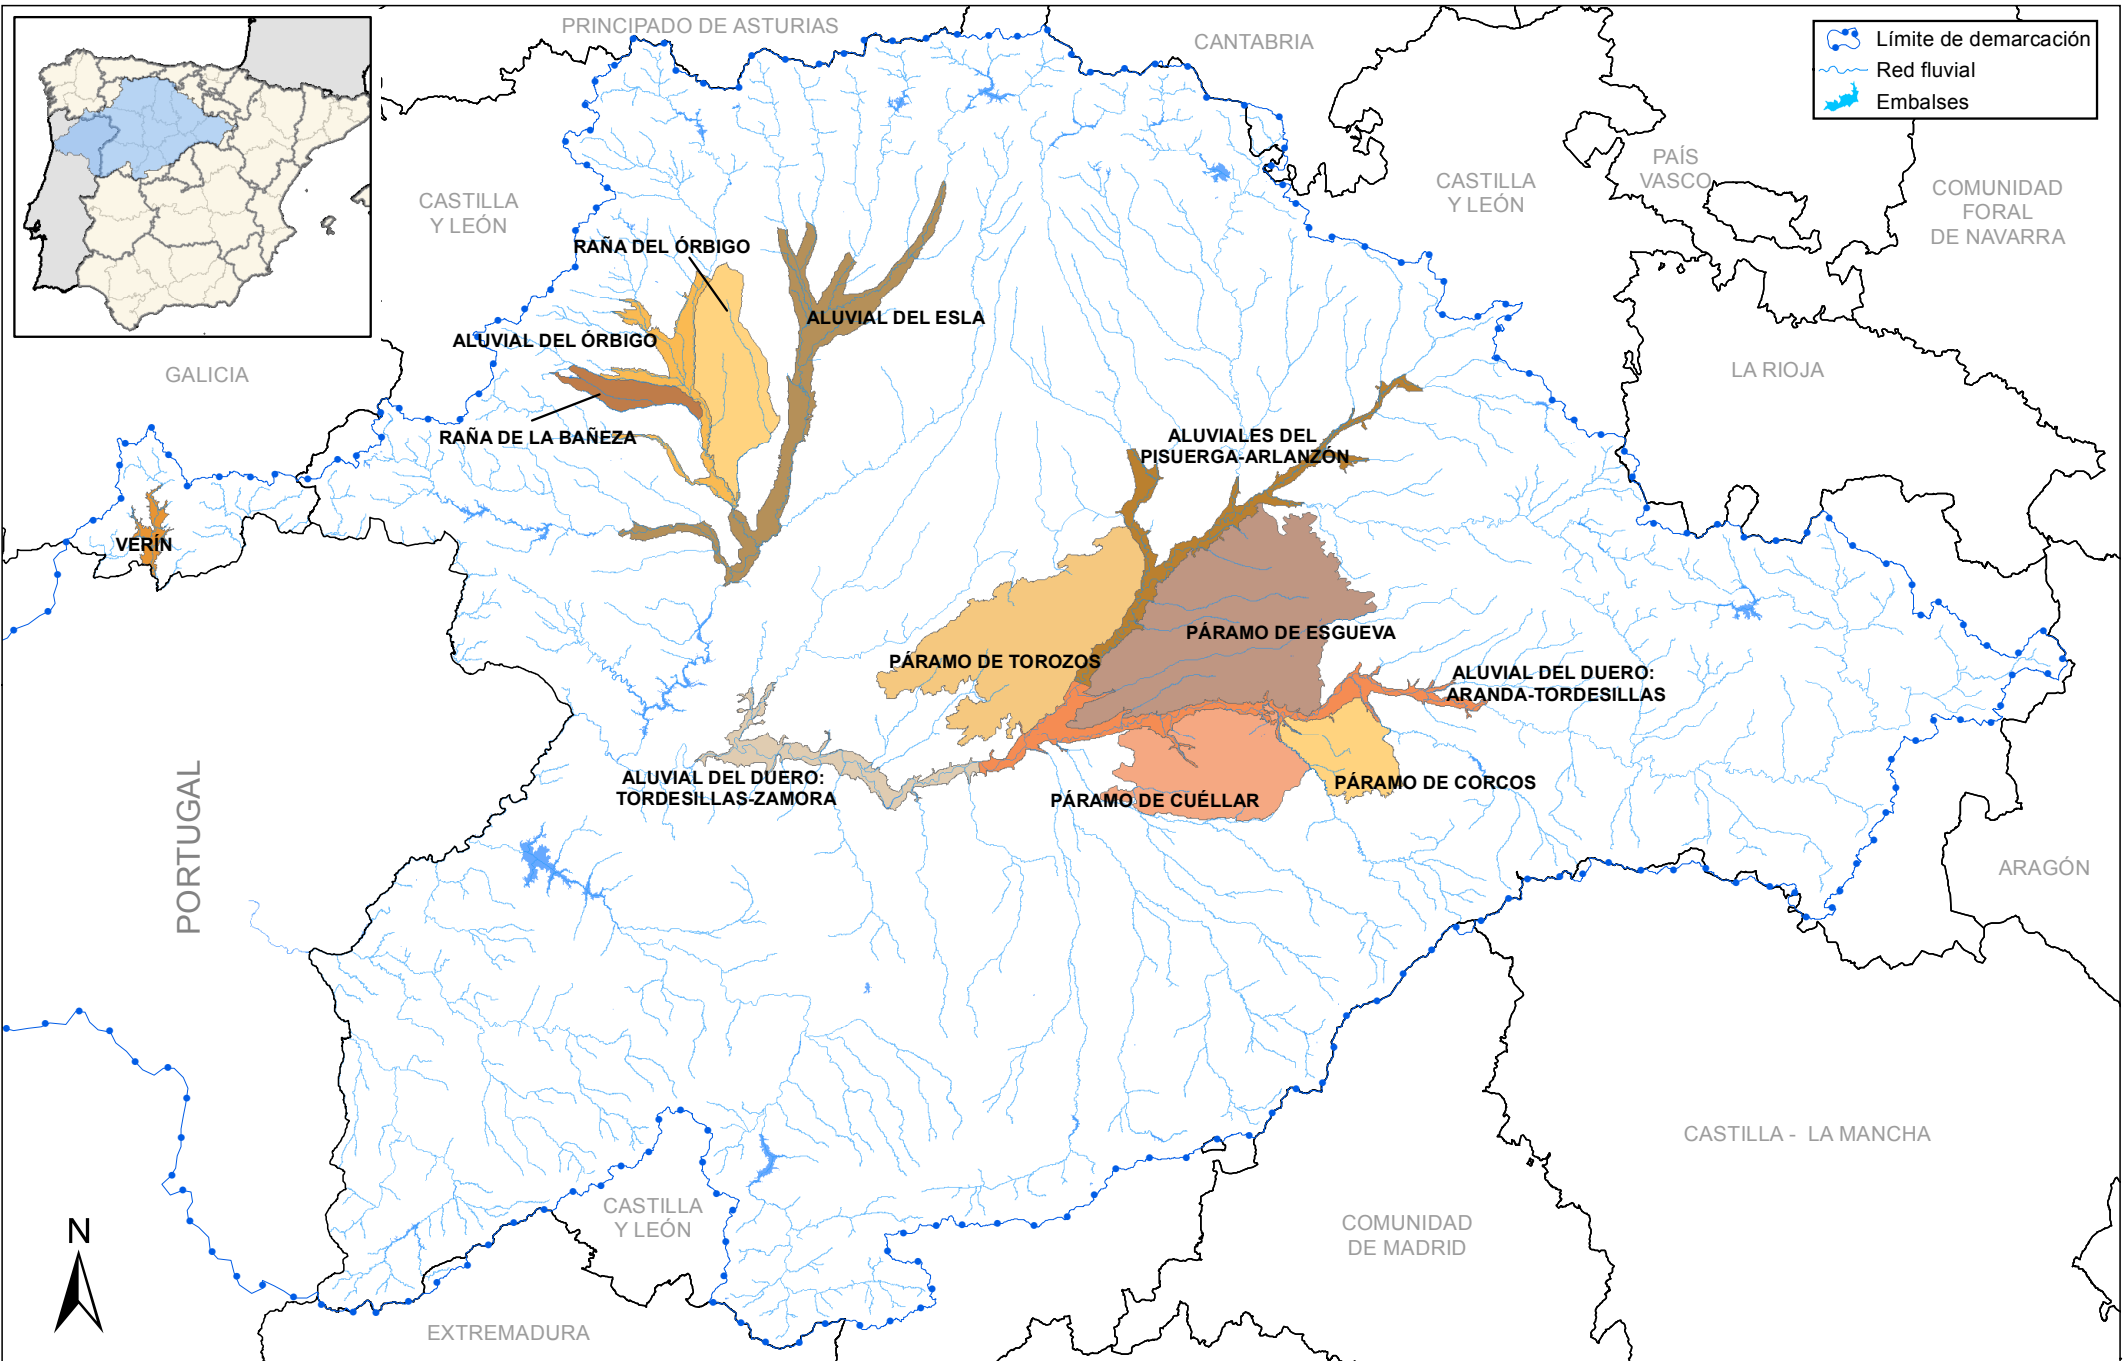 PRINCIPADO DE ASTURIAS
CANTABRIA
Límite de demarcación
Red fluvial
Embalses
PAÍS
VASCO
CASTILLA
Y LEÓN
COMUNIDAD
FORAL
DE NAVARRA
CASTILLA
Y LEÓN
RAÑA DEL ÓRBIGO
ALUVIAL DEL ESLA
ALUVIAL DEL ÓRBIGO
GALICIA
LA RIOJA
RAÑA DE LA BAÑEZA
ALUVIALES DEL
PISUERGA-ARLANZÓN
VERÍN
PÁRAMO DE ESGUEVA
PÁRAMO DE TOROZOS
ALUVIAL DEL DUERO:
ARANDA-TORDESILLAS
ALUVIAL DEL DUERO:
TORDESILLAS-ZAMORA
PÁRAMO DE CORCOS
PÁRAMO DE CUÉLLAR
PORTUGAL
ARAGÓN
CASTILLA - LA MANCHA
CASTILLA
Y LEÓN
COMUNIDAD
DE MADRID
N
EXTREMADURA